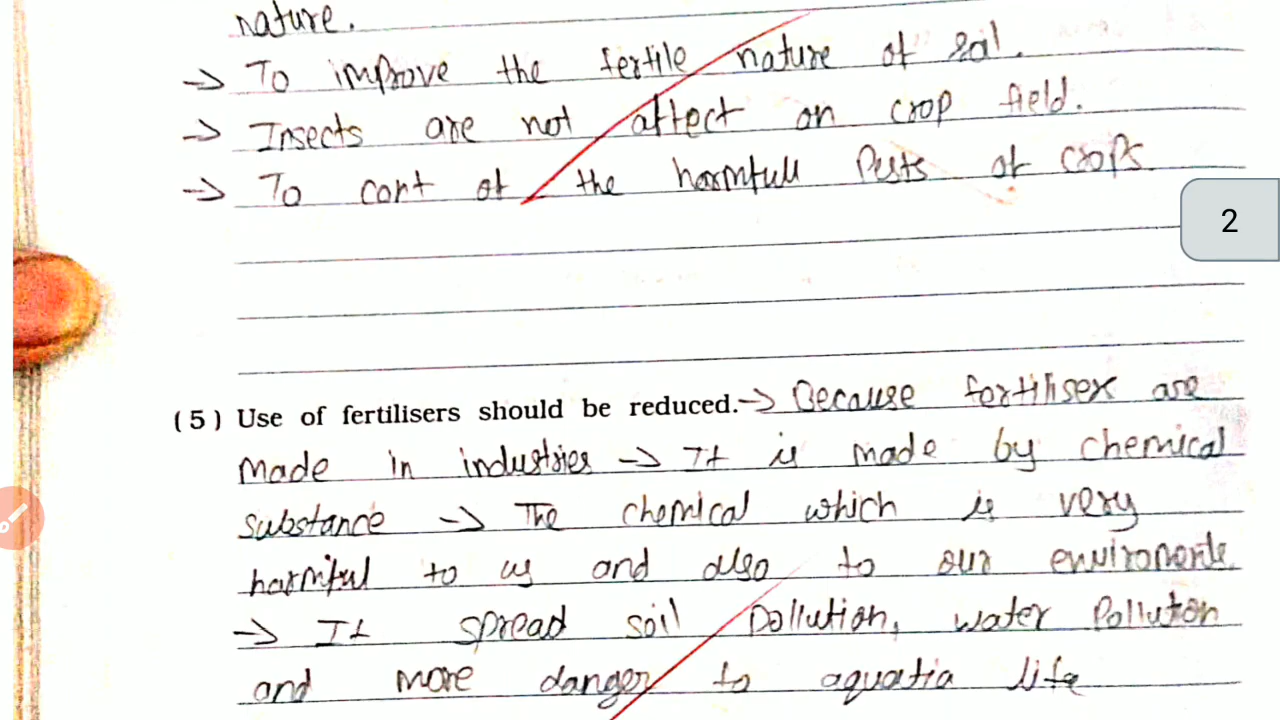 nature.
→ To improve the fertile nature of soil.
→ Insects are not affect on crop field.
→ To cont of the harmfull Pests of crops.
2
(5) Use of fertilisers should be reduced.→ Because fertiliser are
made in industries → It is made by chemical
substance → The chemical which is very
harmful to us and also to our enviroments.
→ It spread soil Pollution, water Polluton
and more danger to aquatia life